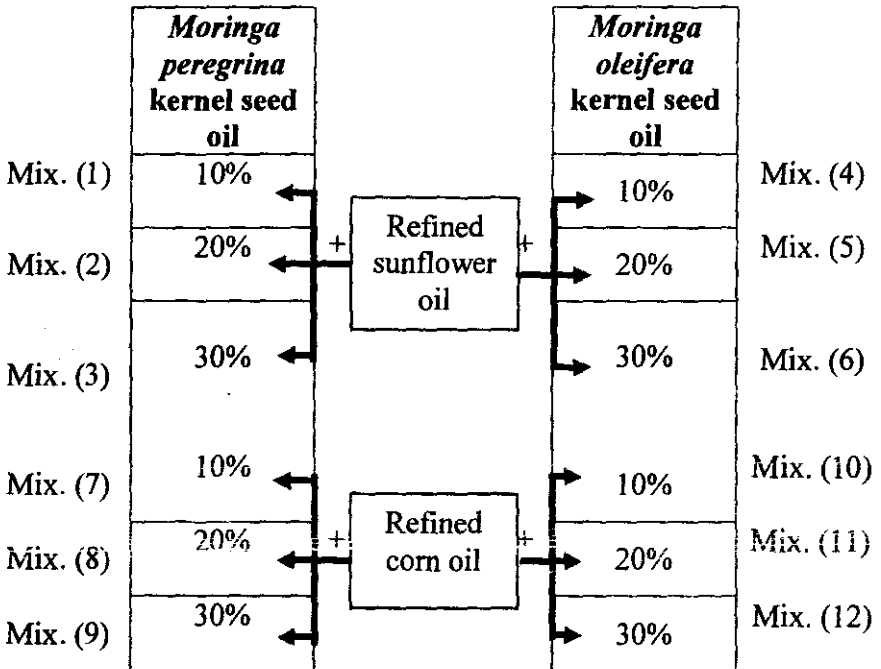 Moringa
peregrina
kernel seed
oil
Moringa
oleifera
kernel seed
oil
Mix. (1)
10%
Mix. (2)
20%
Mix. (3)
30%
+
Refined
sunflower
oil
+
10%
Mix. (4)
20%
Mix. (5)
30%
Mix. (6)
Mix. (7)
10%
Mix. (8)
20%
Mix. (9)
30%
+
Refined
corn oil
+
10%
Mix. (10)
20%
Mix. (11)
30%
Mix. (12)